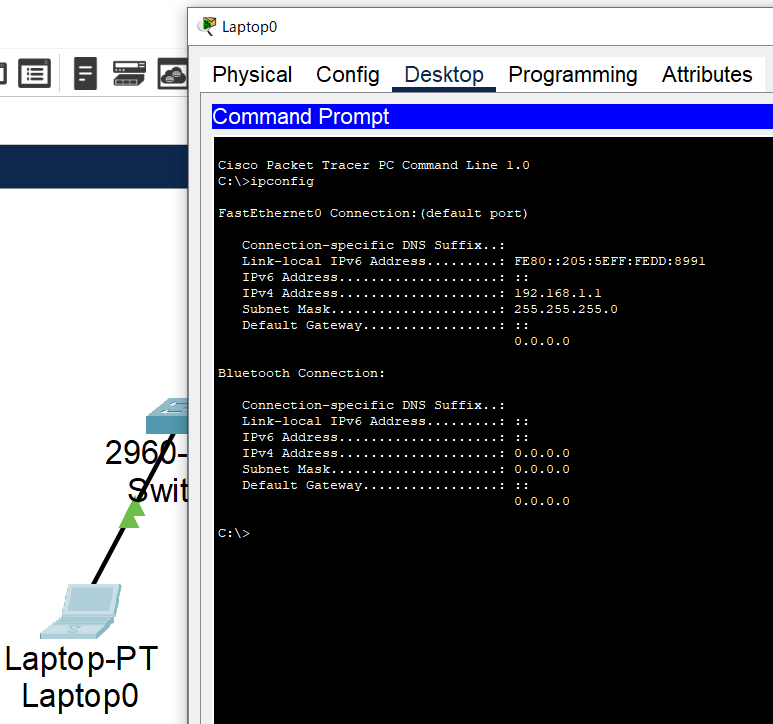 Laptop0
Physical Config Desktop Programming Attributes
Command Prompt
Cisco Packet Tracer PC Command Line 1.0
C:\>ipconfig
FastEthernet0 Connection:(default port)
Connection-specific DNS Suffix..:
Link-local IPv6 Address.........: FE80::205:5EFF:FEDD:8991
IPv6 Address....................: ::
IPv4 Address....................: 192.168.1.1
Subnet Mask.....................: 255.255.255.0
Default Gateway.................: ::
0.0.0.0
Bluetooth Connection:
Connection-specific DNS Suffix..:
Link-local IPv6 Address.........: ::
IPv6 Address....................: ::
IPv4 Address....................: 0.0.0.0
Subnet Mask.....................: 0.0.0.0
Default Gateway.................: ::
0.0.0.0
C:\>
2960-
Swit
Laptop-PT
Laptop0